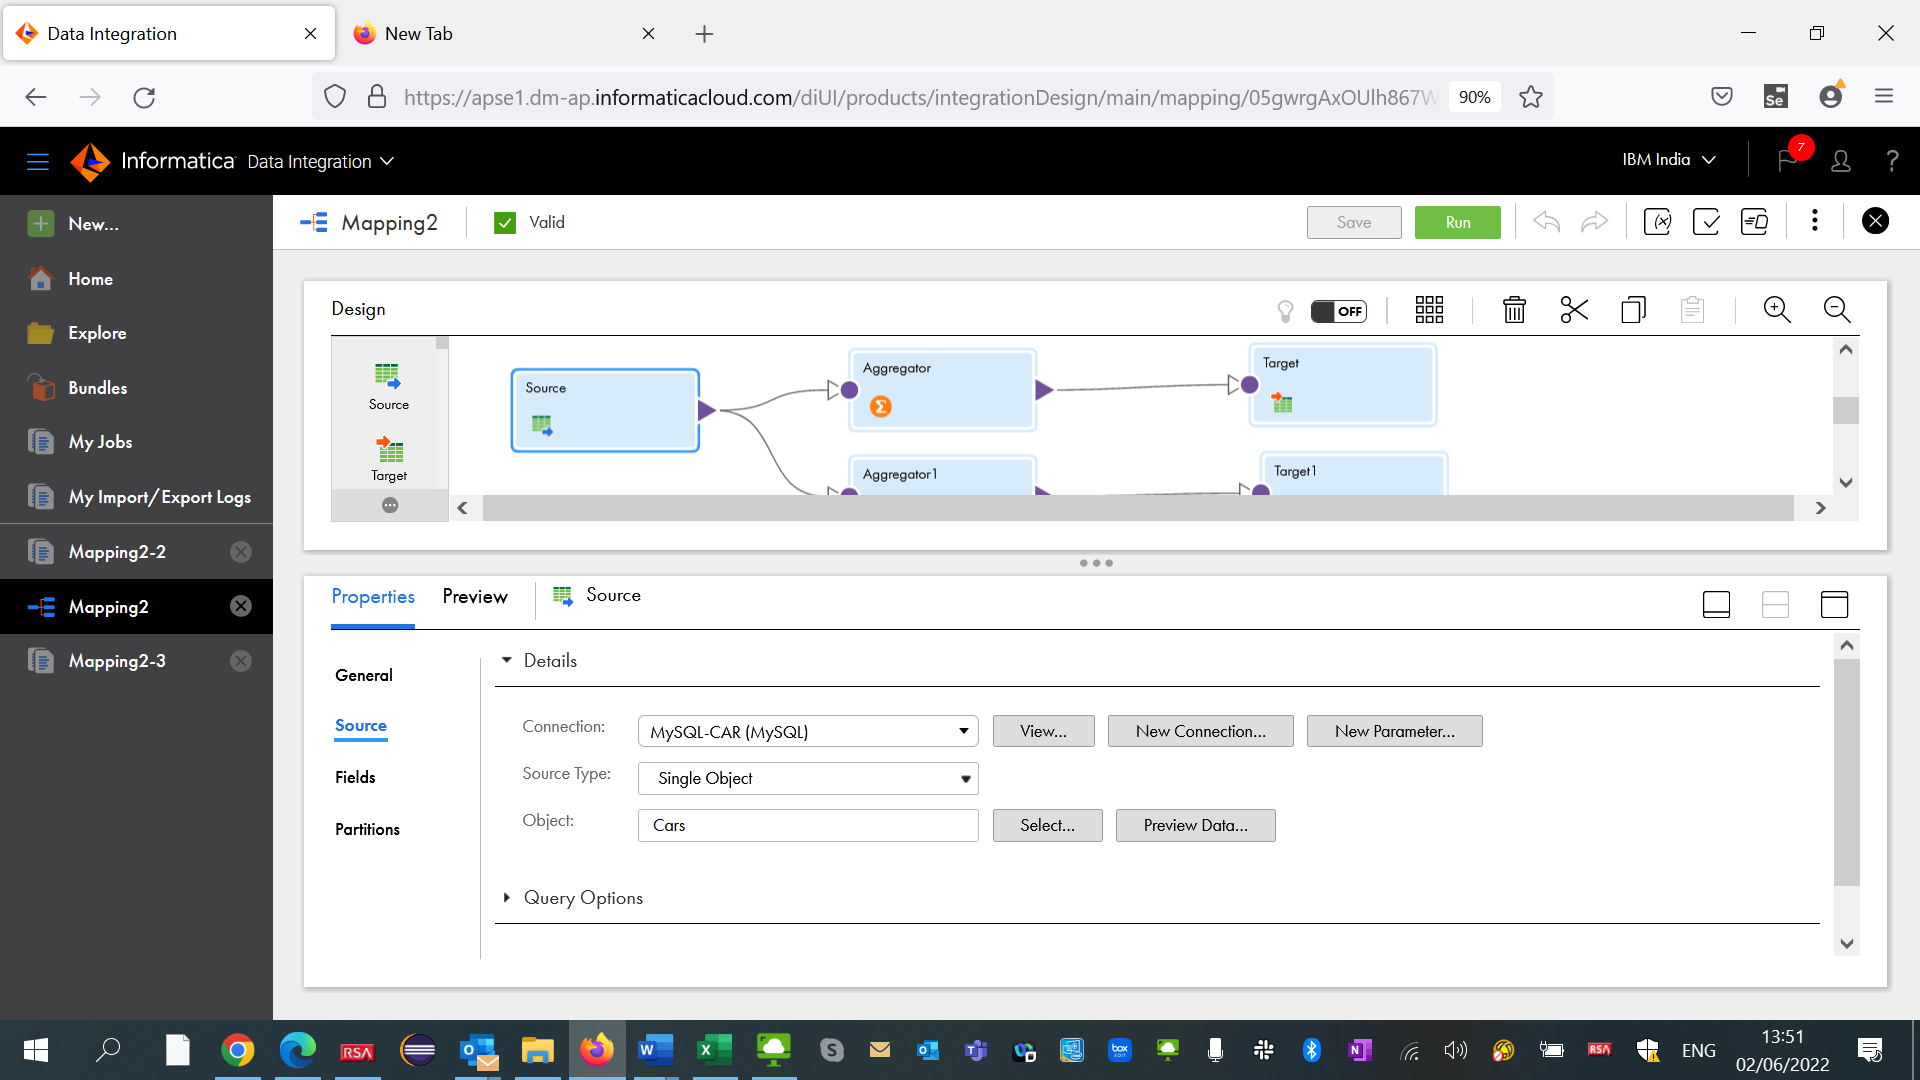 Data Integration
New Tab
https://apse1.dm-ap.informaticacloud.com/diUI/products/integrationDesign/main/mapping/05gwrgAxOUlh867W
90%
Se
Informatica Data Integration
IBM India
7
?
New...
Home
Explore
Bundles
My Jobs
My Import/Export Logs
Mapping2-2
Mapping2
Mapping2-3
Mapping2
Valid
Save
Run
Design
OFF
Source
Target
Source
Aggregator
Target
Aggregator1
Target1
Properties
Preview
Source
General
Source
Fields
Partitions
Details
Connection:
MySQL-CAR (MySQL)
View...
New Connection...
New Parameter...
Source Type:
Single Object
Object:
Cars
Select...
Preview Data...
Query Options
RSA
ENG
13:51
02/06/2022